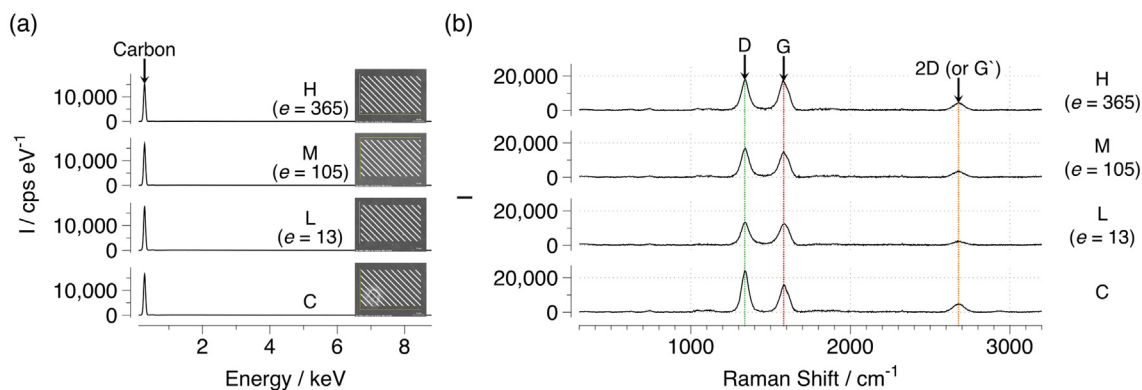 (a)
Carbon
I / cps eV⁻¹
10,000
0
H
(e = 365)
10,000
0
M
(e = 105)
10,000
0
L
(e = 13)
10,000
0
C
2
4
6
8
Energy / keV
(b)
D
G
2D (or G`)
I
20,000
0
H
(e = 365)
20,000
0
M
(e = 105)
20,000
0
L
(e = 13)
20,000
0
C
1000
2000
3000
Raman Shift / cm⁻¹